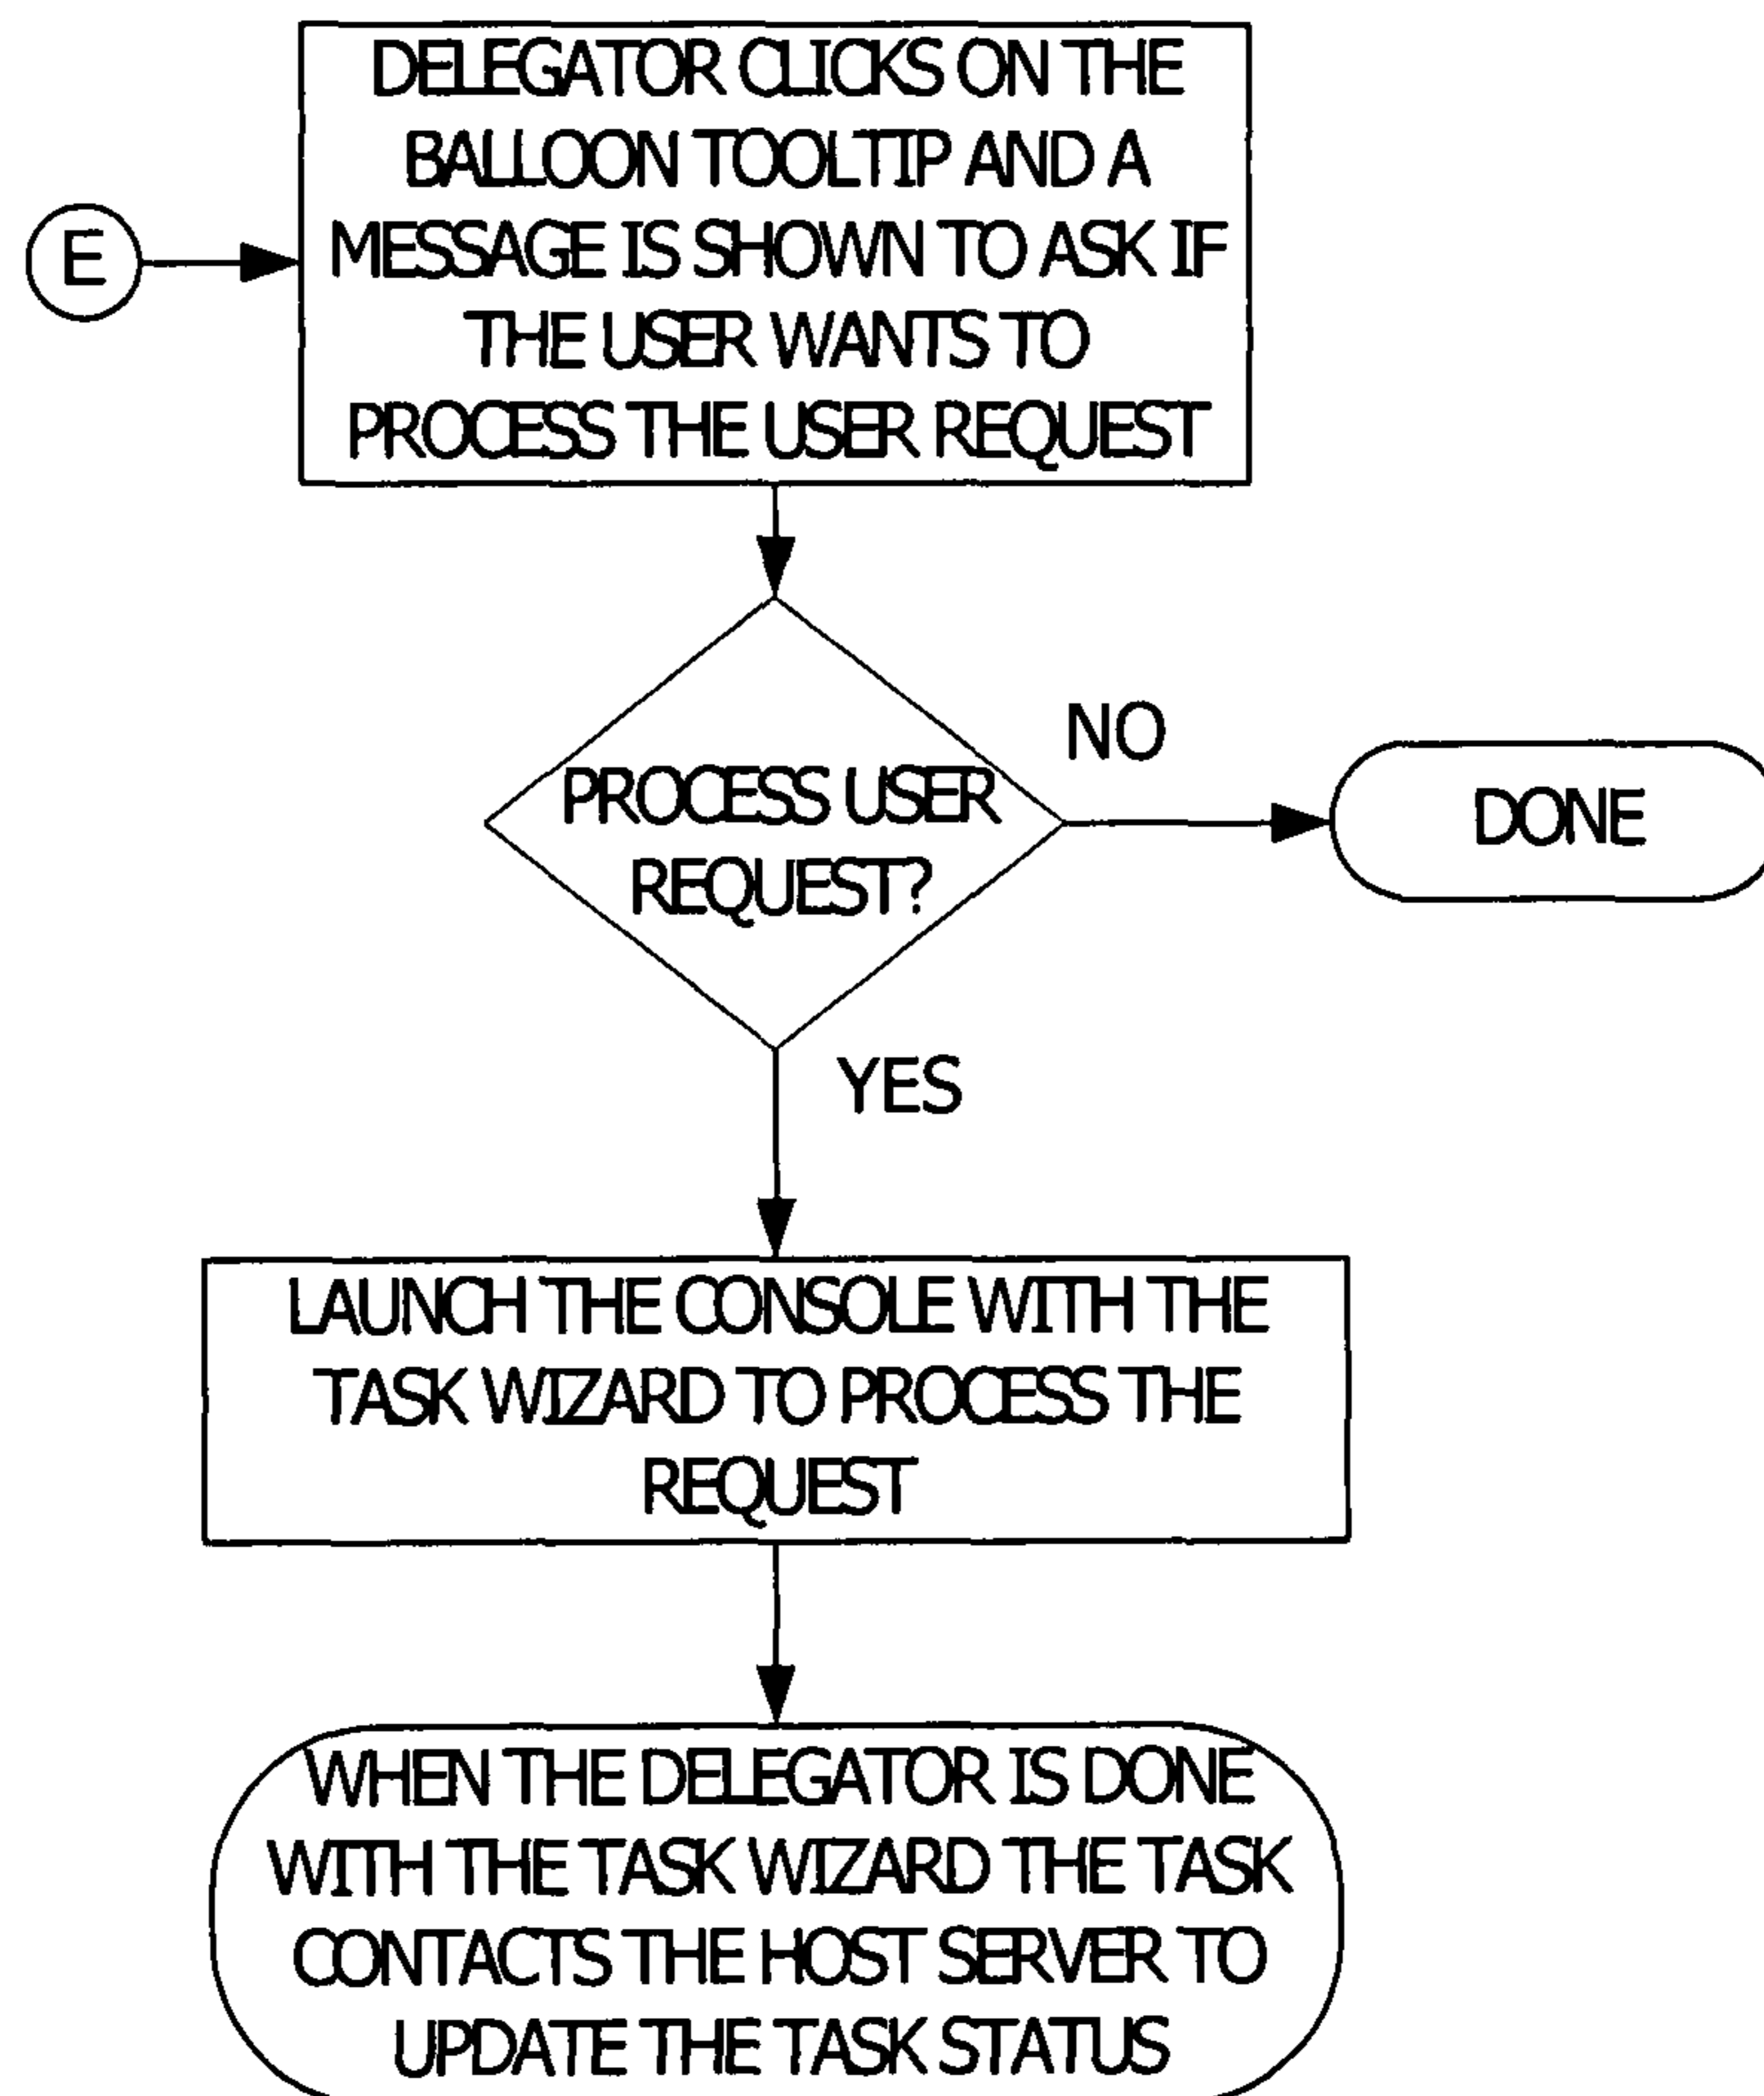 DELEGATOR CLICKS ON THE
BALLOON TOOLTIP AND A
MESSAGE IS SHOWN TO ASK IF
THE USER WANTS TO
PROCESS THE USER REQUEST
E
PROCESS USER
REQUEST?
NO
DONE
YES
LAUNCH THE CONSOLE WITH THE
TASK WIZARD TO PROCESS THE
REQUEST
WHEN THE DELEGATOR IS DONE
WITH THE TASK WIZARD THE TASK
CONTACTS THE HOST SERVER TO
UPDATE THE TASK STATUS